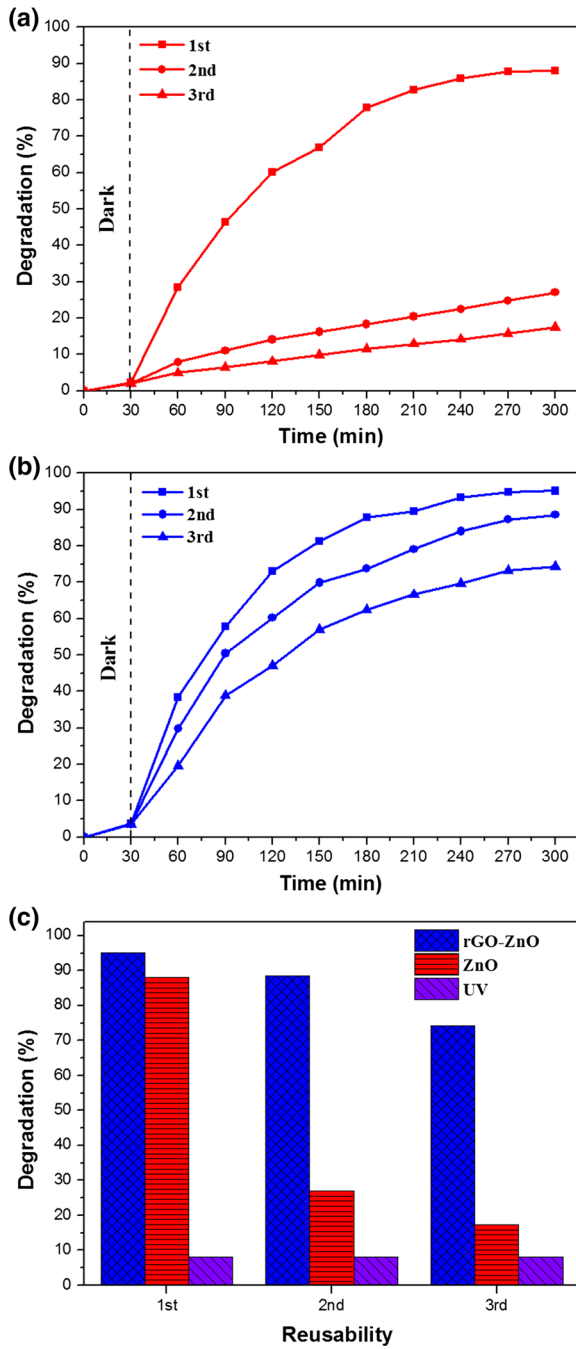 (a)
100
90
80
70
60
50
40
30
20
10
0
Degradation (%)
1st
2nd
3rd
Dark
0 30 60 90 120 150 180 210 240 270 300
Time (min)
(b)
100
90
80
70
60
50
40
30
20
10
0
Degradation (%)
1st
2nd
3rd
Dark
0 30 60 90 120 150 180 210 240 270 300
Time (min)
(c)
100
90
80
70
60
50
40
30
20
10
0
Degradation (%)
rGO-ZnO
ZnO
UV
1st 2nd 3rd
Reusability